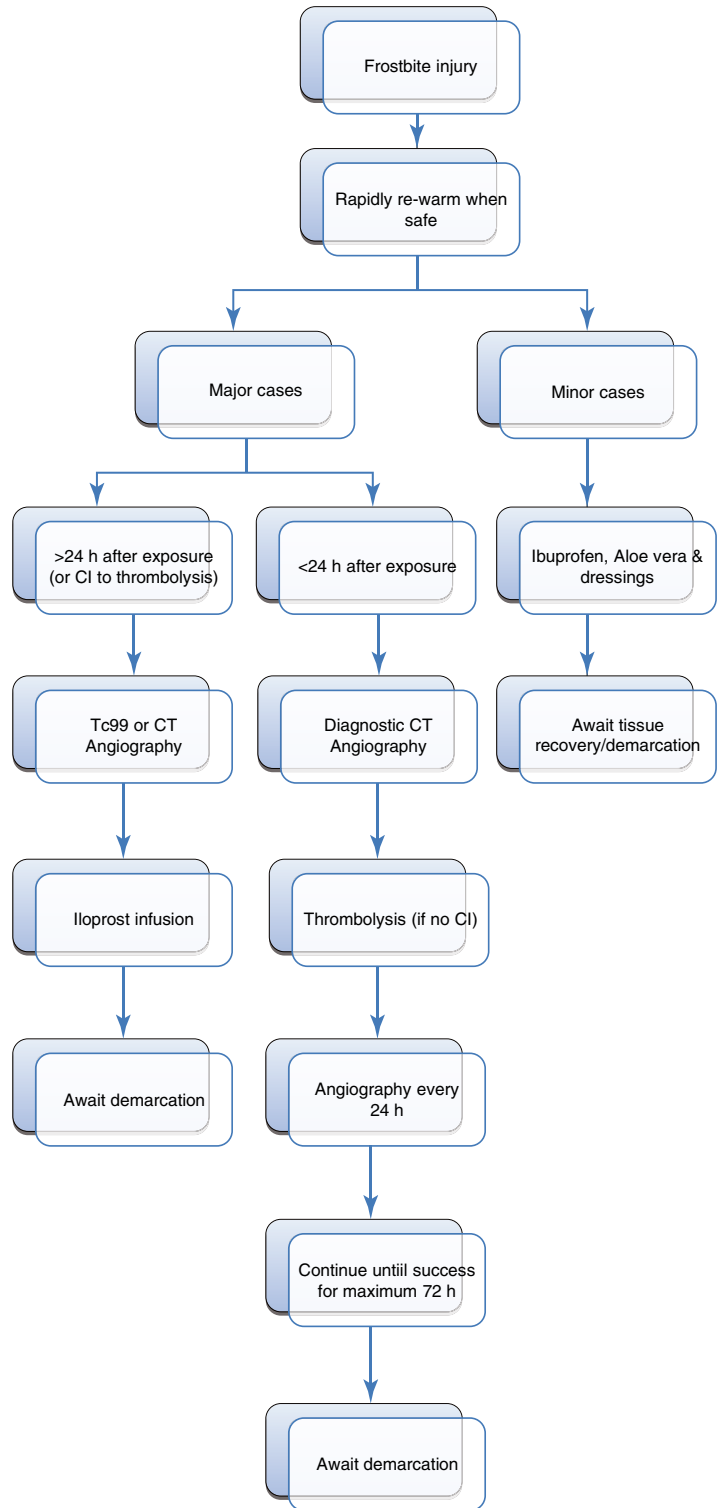 Frostbite injury
Rapidly re-warm when
safe
Major cases
Minor cases
>24 h after exposure
(or CI to thrombolysis)
<24 h after exposure
Ibuprofen, Aloe vera &
dressings
Tc99 or CT
Angiography
Diagnostic CT
Angiography
Await tissue
recovery/demarcation
Iloprost infusion
Thrombolysis (if no CI)
Await demarcation
Angiography every
24 h
Continue untiil success
for maximum 72 h
Await demarcation